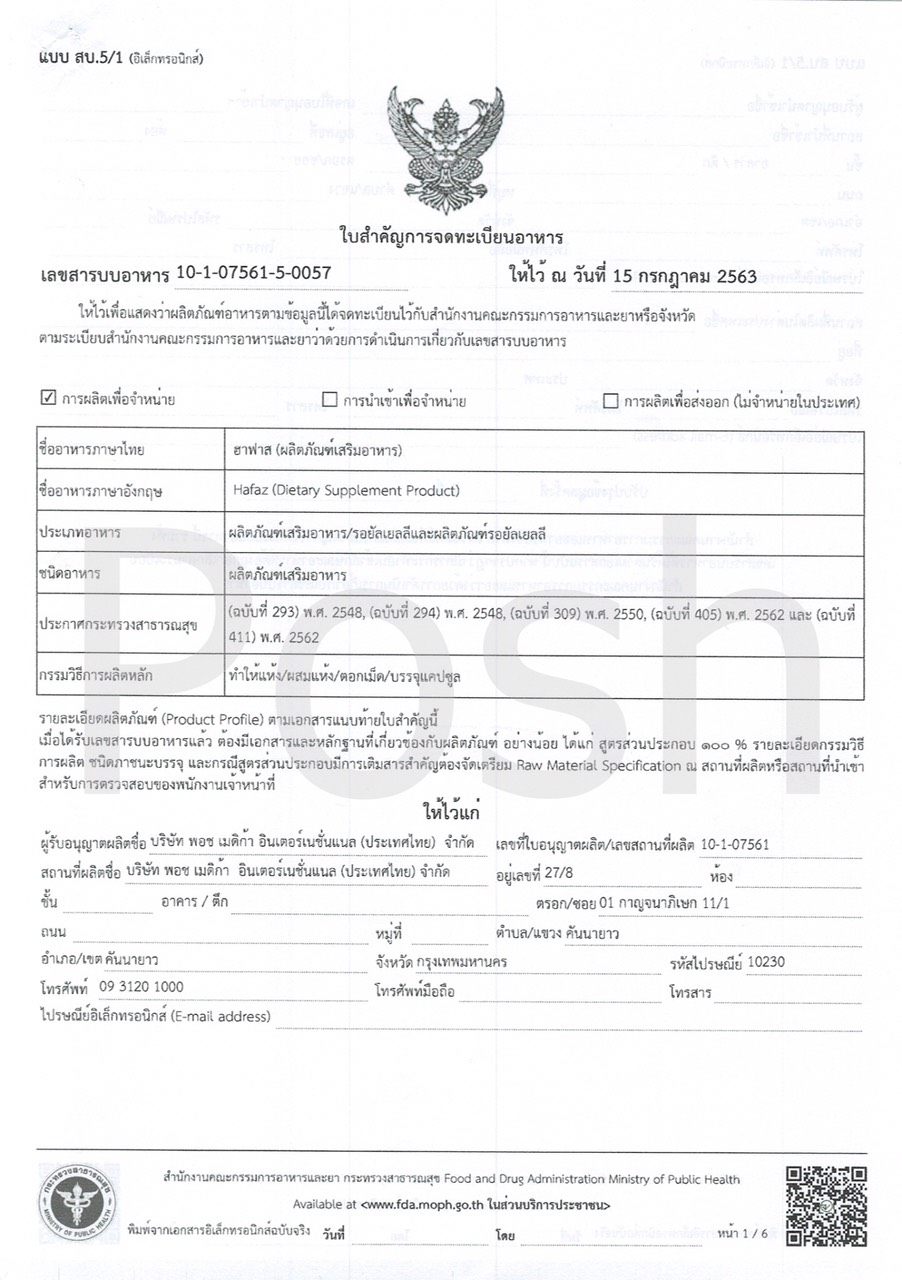 แบบ สบ.5/1 (อิเล็กทรอนิกส์)
ใบสำคัญการจดทะเบียนอาหาร
เลขสารบบอาหาร 10-1-07561-5-0057 ให้ไว้ ณ วันที่ 15 กรกฎาคม 2563
ให้ไว้เพื่อแสดงว่าผลิตภัณฑ์อาหารตามข้อมูลนี้ได้จดทะเบียนไว้กับสำนักงานคณะกรรมการอาหารและยาหรือจังหวัด
ตามระเบียบสำนักงานคณะกรรมการอาหารและยาว่าด้วยการดำเนินการเกี่ยวกับเลขสารบบอาหาร
☑ การผลิตเพื่อจำหน่าย ☐ การนำเข้าเพื่อจำหน่าย ☐ การผลิตเพื่อส่งออก (ไม่จำหน่ายในประเทศ)
ชื่ออาหารภาษาไทย ฮาฟาส (ผลิตภัณฑ์เสริมอาหาร)
ชื่ออาหารภาษาอังกฤษ Hafaz (Dietary Supplement Product)
ประเภทอาหาร ผลิตภัณฑ์เสริมอาหาร/รอยัลเยลลีและผลิตภัณฑ์รอยัลเยลลี
ชนิดอาหาร ผลิตภัณฑ์เสริมอาหาร
ประกาศกระทรวงสาธารณสุข (ฉบับที่ 293) พ.ศ. 2548, (ฉบับที่ 294) พ.ศ. 2548, (ฉบับที่ 309) พ.ศ. 2550, (ฉบับที่ 405) พ.ศ. 2562 และ (ฉบับที่
411) พ.ศ. 2562
กรรมวิธีการผลิตหลัก ทำให้แห้ง/ผสมแห้ง/ตอกเม็ด/บรรจุแคปซูล
Posh
รายละเอียดผลิตภัณฑ์ (Product Profile) ตามเอกสารแนบท้ายใบสำคัญนี้
เมื่อได้รับเลขสารบบอาหารแล้ว ต้องมีเอกสารและหลักฐานที่เกี่ยวข้องกับผลิตภัณฑ์ อย่างน้อย ได้แก่ สูตรส่วนประกอบ ๑๐๐ % รายละเอียดกรรมวิธี
การผลิต ชนิดภาชนะบรรจุ และกรณีสูตรส่วนประกอบมีการเติมสารสำคัญต้องจัดเตรียม Raw Material Specification ณ สถานที่ผลิตหรือสถานที่นำเข้า
สำหรับการตรวจสอบของพนักงานเจ้าหน้าที่
ให้ไว้แก่
ผู้รับอนุญาตผลิตชื่อ บริษัท พอช เมดิก้า อินเตอร์เนชั่นแนล (ประเทศไทย) จำกัด เลขที่ใบอนุญาตผลิต/เลขสถานที่ผลิต 10-1-07561
สถานที่ผลิตชื่อ บริษัท พอช เมดิก้า อินเตอร์เนชั่นแนล (ประเทศไทย) จำกัด อยู่เลขที่ 27/8 ห้อง
ชั้น อาคาร / ตึก ตรอก/ซอย 01 กาญจนาภิเษก 11/1
ถนน หมู่ที่ ตำบล/แขวง คันนายาว
อำเภอ/เขต คันนายาว จังหวัด กรุงเทพมหานคร รหัสไปรษณีย์ 10230
โทรศัพท์ 09 3120 1000 โทรศัพท์มือถือ โทรสาร
ไปรษณีย์อิเล็กทรอนิกส์ (E-mail address)
กระทรวงสาธารณสุข
MINISTRY OF PUBLIC HEALTH
สำนักงานคณะกรรมการอาหารและยา กระทรวงสาธารณสุข Food and Drug Administration Ministry of Public Health
Available at <www.fda.moph.go.th ในส่วนบริการประชาชน>
พิมพ์จากเอกสารอิเล็กทรอนิกส์ฉบับจริง วันที่ โดย หน้า 1 / 6